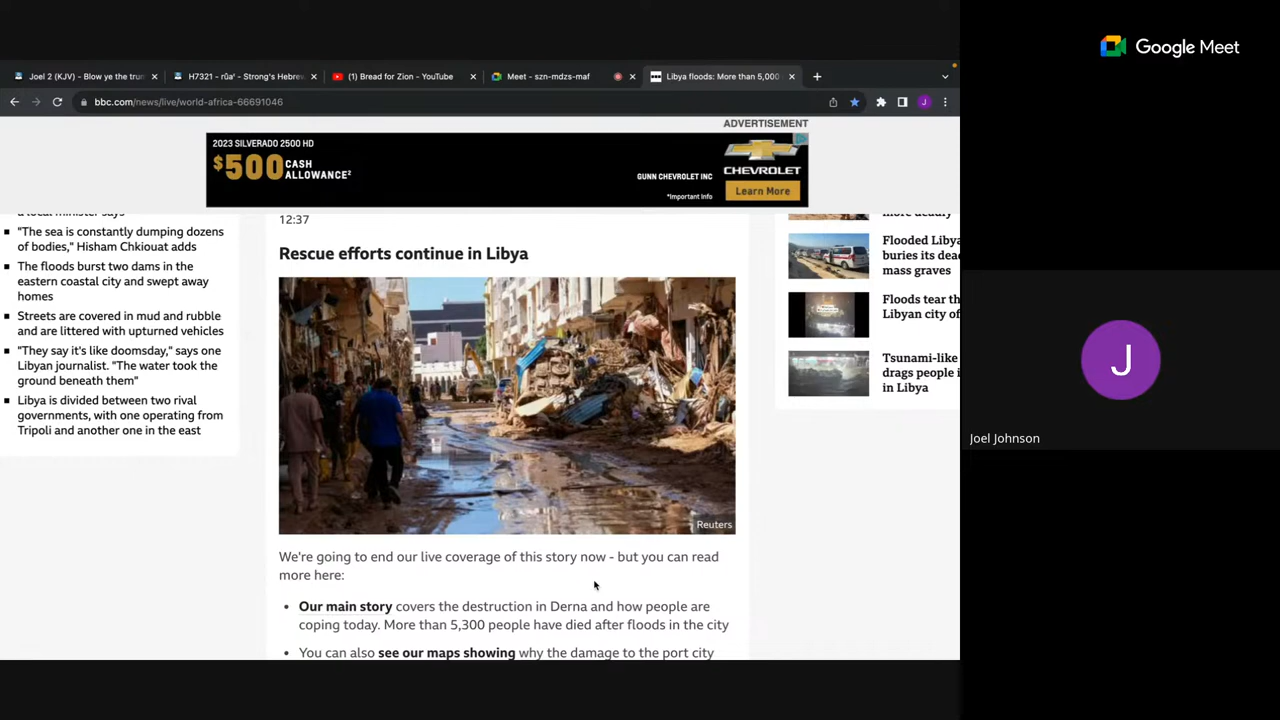 Google Meet
Joel 2 (KJV) - Blow ye the trum
H7321 - rûaʿ - Strong's Hebrew
(1) Bread for Zion - YouTube
Meet - szn-mdzs-maf
Libya floods: More than 5,000
bbc.com/news/live/world-africa-66691046
J
ADVERTISEMENT
2023 SILVERADO 2500 HD
$500 CASH ALLOWANCE²
GUNN CHEVROLET INC
*Important Info
CHEVROLET
Learn More
a local minister says
"The sea is constantly dumping dozens
of bodies," Hisham Chkiouat adds
The floods burst two dams in the
eastern coastal city and swept away
homes
Streets are covered in mud and rubble
and are littered with upturned vehicles
"They say it's like doomsday," says one
Libyan journalist. "The water took the
ground beneath them"
Libya is divided between two rival
governments, with one operating from
Tripoli and another one in the east
12:37
Rescue efforts continue in Libya
Reuters
We're going to end our live coverage of this story now - but you can read
more here:
• Our main story covers the destruction in Derna and how people are
coping today. More than 5,300 people have died after floods in the city
• You can also see our maps showing why the damage to the port city
more deadly
Flooded Libya
buries its dea
mass graves
Floods tear th
Libyan city of
Tsunami-like
drags people i
in Libya
J
Joel Johnson